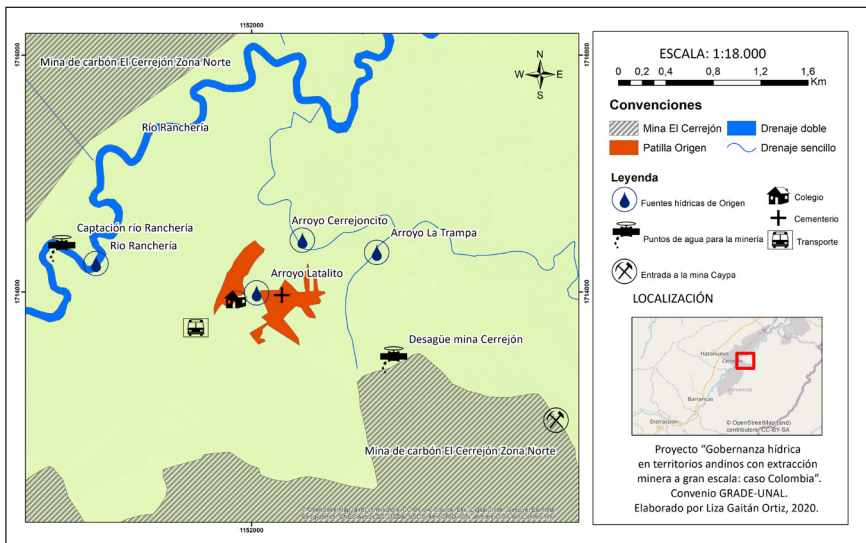 1152000
1716000
1716000
Mina de carbón El Cerrejón Zona Norte
Río Ranchería
N
W E
S
Captación río Ranchería
Rio Ranchería
Arroyo Cerrejoncito
Arroyo La Trampa
Arroyo Latalito
1714000
1714000
Desagüe mina Cerrejón
Mina de carbón El Cerrejón Zona Norte
1152000
ESCALA: 1:18.000
0 0,2 0,4 0,8 1,2 1,6
Km
Convenciones
Mina El Cerrejón
Drenaje doble
Patilla Origen
Drenaje sencillo
Leyenda
Fuentes hídricas de Origen
Colegio
Cementerio
Puntos de agua para la minería
Transporte
Entrada a la mina Caypa
LOCALIZACIÓN
Hatonuevo
Barrancas
Barrancas
Distracción
© OpenStreetMap (and)
contributors, CC-BY-SA
Proyecto “Gobernanza hídrica
en territorios andinos con extracción
minera a gran escala: caso Colombia”.
Convenio GRADE-UNAL.
Elaborado por Liza Gaitán Ortiz, 2020.